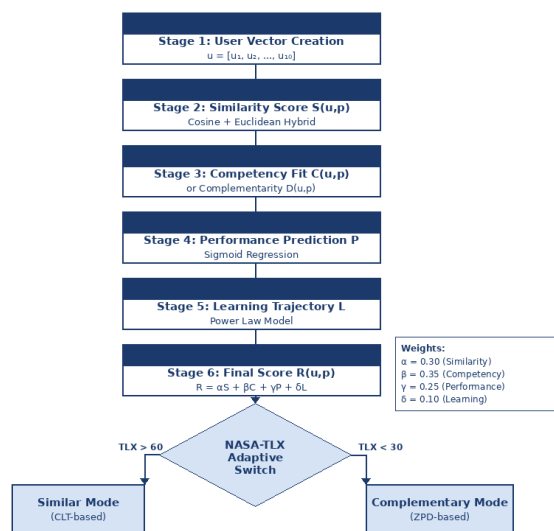 Stage 1: User Vector Creation
u = [u₁, u₂, ..., u₁₀]
Stage 2: Similarity Score S(u,p)
Cosine + Euclidean Hybrid
Stage 3: Competency Fit C(u,p)
or Complementarity D(u,p)
Stage 4: Performance Prediction P
Sigmoid Regression
Stage 5: Learning Trajectory L
Power Law Model
Stage 6: Final Score R(u,p)
R = αS + βC + γP + δL
Weights:
α = 0.30 (Similarity)
β = 0.35 (Competency)
γ = 0.25 (Performance)
δ = 0.10 (Learning)
NASA-TLX
Adaptive
Switch
TLX > 60
TLX < 30
Similar Mode
(CLT-based)
Complementary Mode
(ZPD-based)